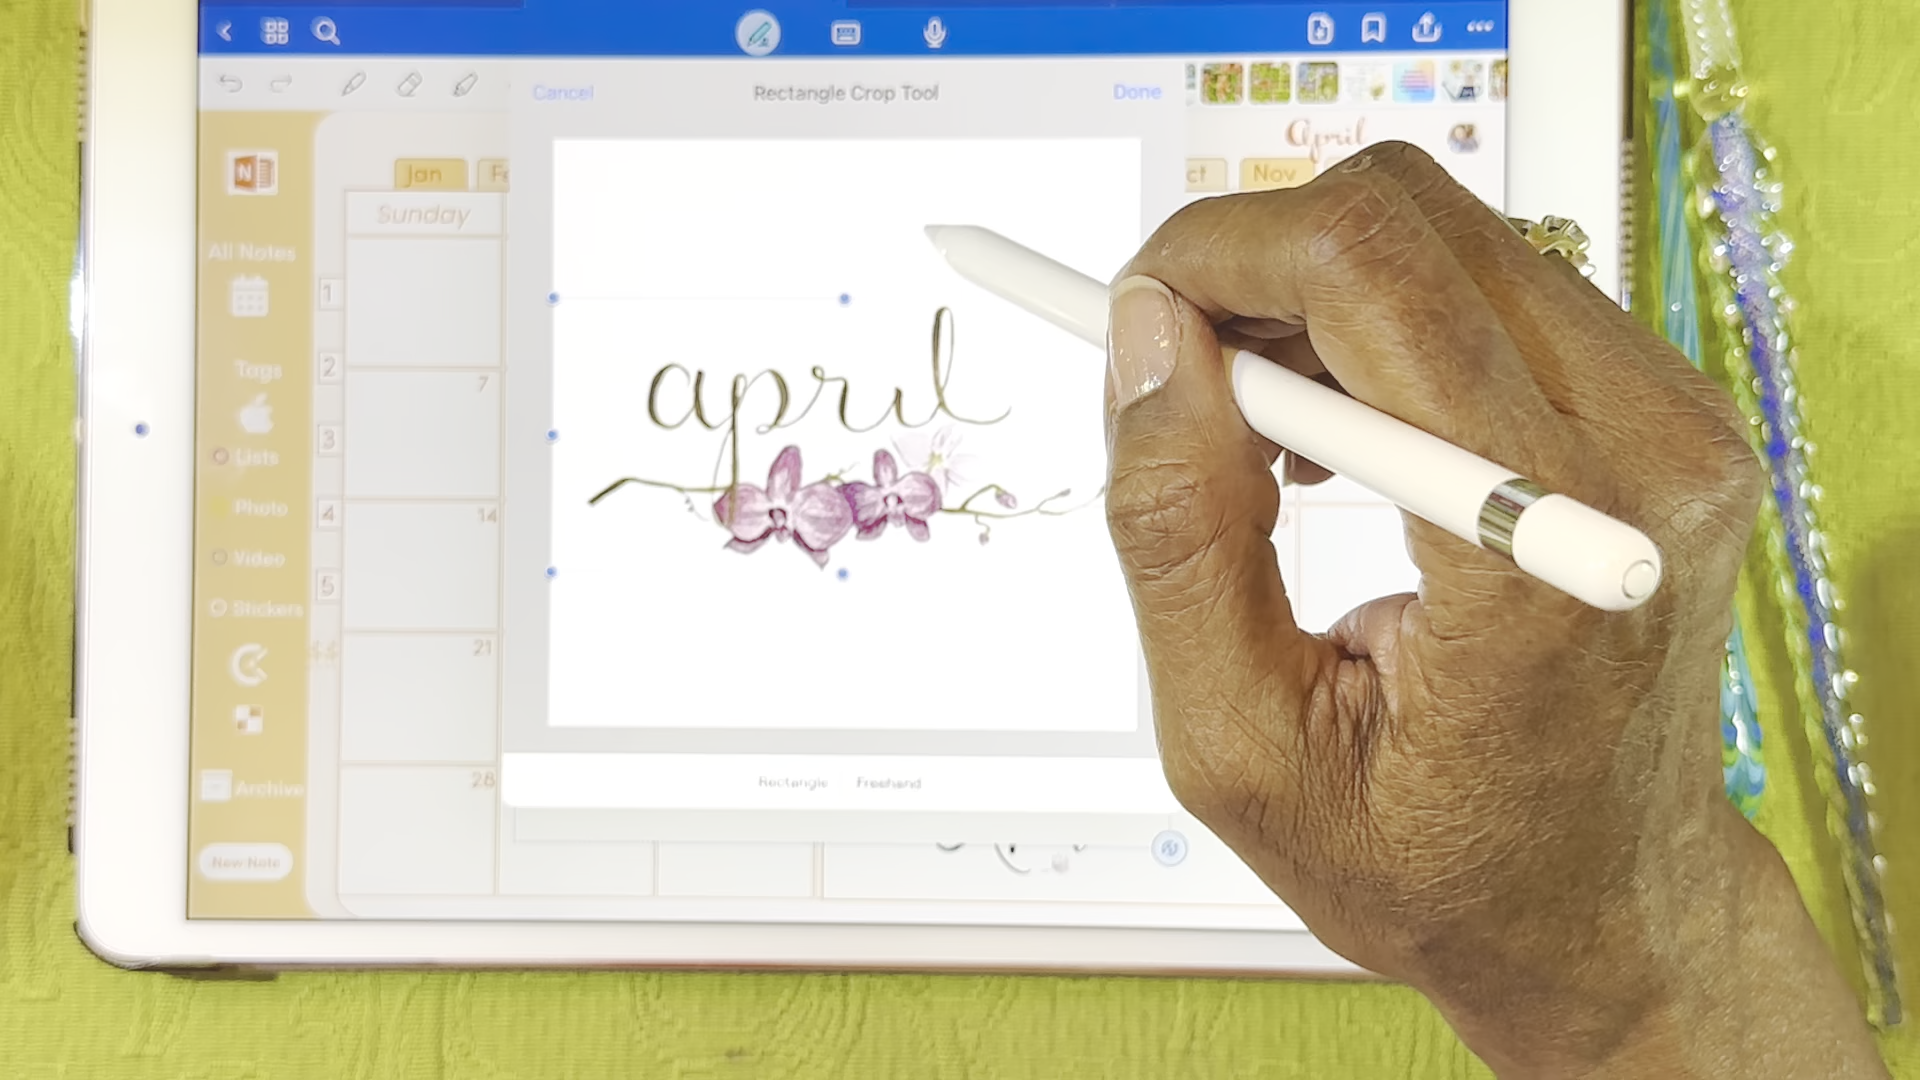 Cancel Rectangle Crop Tool Done
April
Jan
Nov
Sunday
N
All Notes
1
Tags
2
7
april
3
Lists
Photo
4
14
Video
5
Stickers
21
28
Rectangle Freehand
Archive
New Note